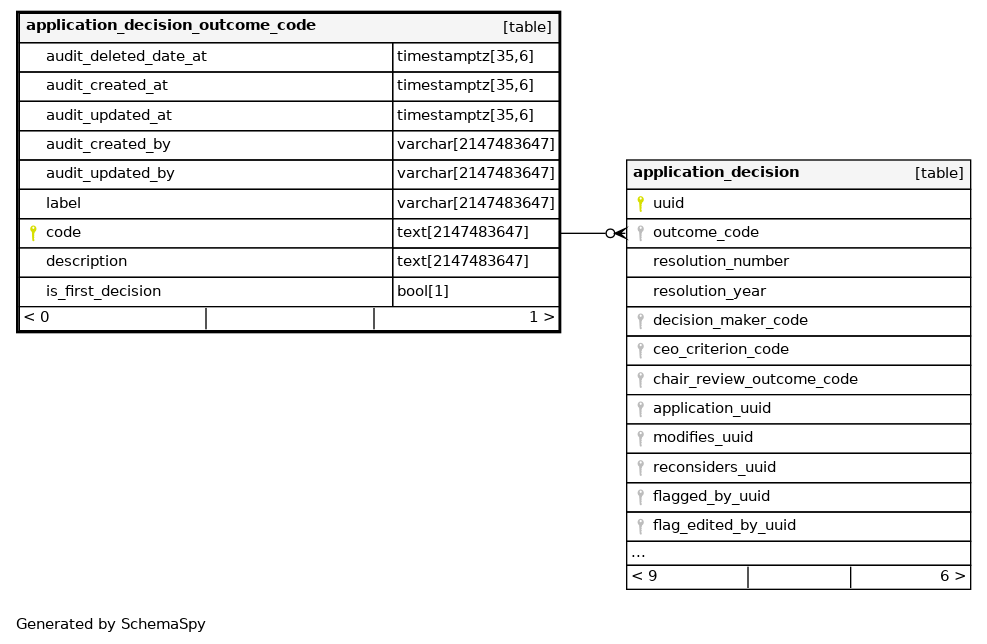 application_decision_outcome_code [table]
audit_deleted_date_at timestamptz[35,6]
audit_created_at timestamptz[35,6]
audit_updated_at timestamptz[35,6]
audit_created_by varchar[2147483647]
audit_updated_by varchar[2147483647]
label varchar[2147483647]
code text[2147483647]
description text[2147483647]
is_first_decision bool[1]
< 0 1 >
application_decision [table]
uuid
outcome_code
resolution_number
resolution_year
decision_maker_code
ceo_criterion_code
chair_review_outcome_code
application_uuid
modifies_uuid
reconsiders_uuid
flagged_by_uuid
flag_edited_by_uuid
...
< 9 6 >
Generated by SchemaSpy